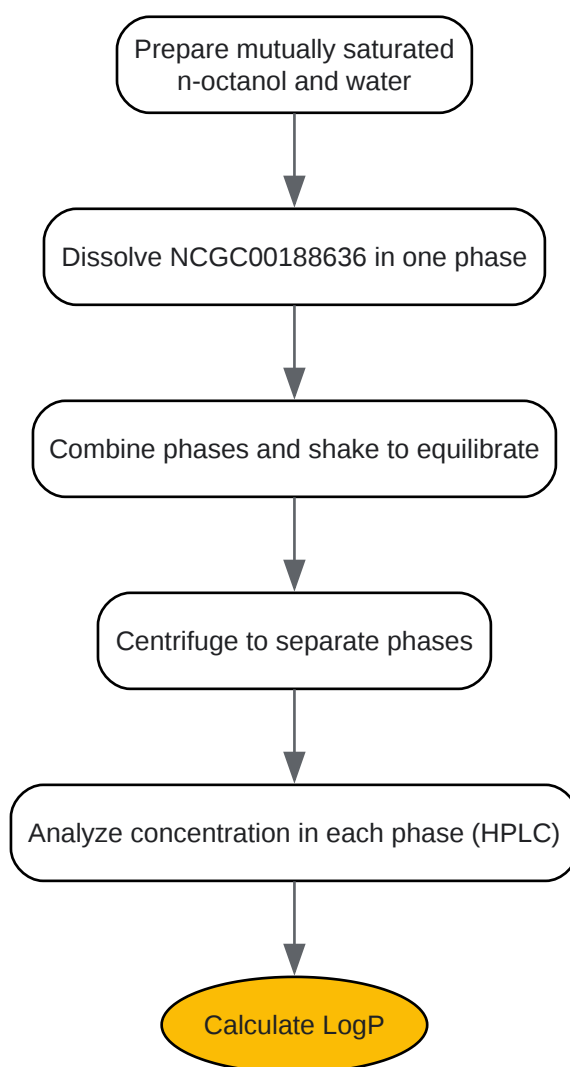 Prepare mutually saturated
n-octanol and water
Dissolve NCGC00188636 in one phase
Combine phases and shake to equilibrate
Centrifuge to separate phases
Analyze concentration in each phase (HPLC)
Calculate LogP